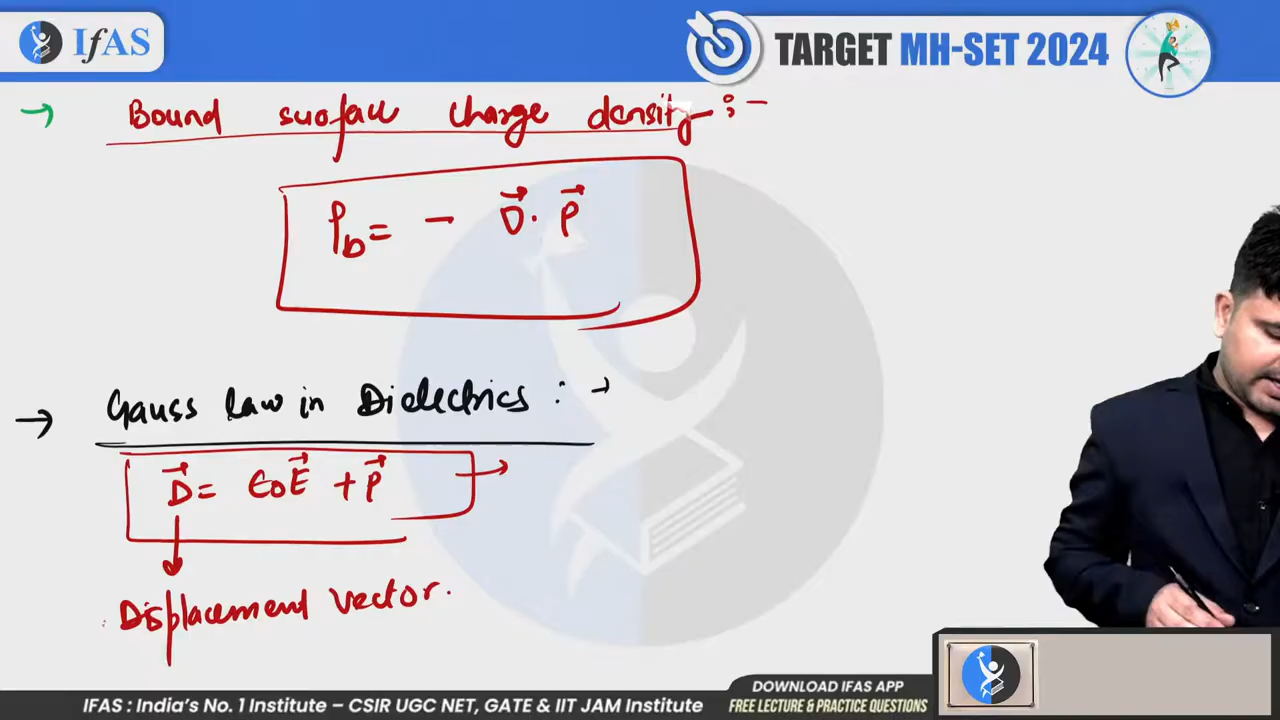 IfAS
TARGET MH-SET 2024
→ Bound surface charge density :-
ρb = - ∇⃗ · P⃗
→ Gauss law in Dielectrics : →
D⃗ = ϵ0E⃗ + P⃗ →
Displacement vector.
DOWNLOAD IFAS APP
FREE LECTURE & PRACTICE QUESTIONS
IFAS : India's No. 1 Institute – CSIR UGC NET, GATE & IIT JAM Institute